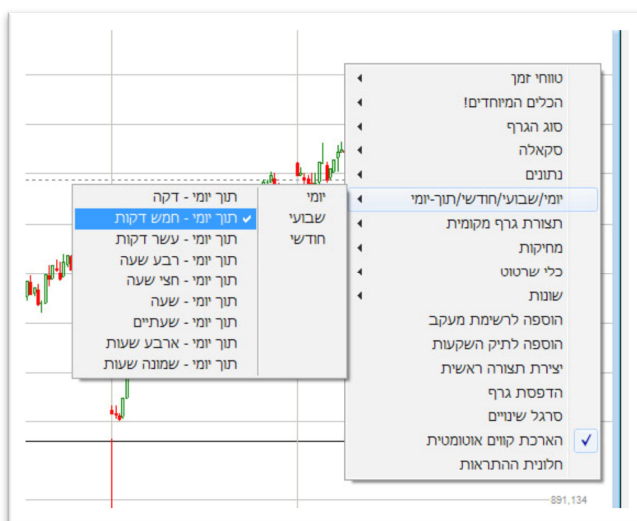 טווחי זמן
הכלים המיוחדים!
סוג הגרף
סקאלה
נתונים
יומי/שבועי/חודשי/תוך-יומי
תצורת גרף מקומית
מחיקות
כלי שרטוט
שונות
הוספה לרשימת מעקב
הוספה לתיק השקעות
יצירת תצורה ראשית
הדפסת גרף
סרגל שינויים
הארכת קווים אוטומטית
חלונית ההתראות
יומי
שבועי
חודשי
תוך יומי - דקה
תוך יומי - חמש דקות
תוך יומי - עשר דקות
תוך יומי - רבע שעה
תוך יומי - חצי שעה
תוך יומי - שעה
תוך יומי - שעתיים
תוך יומי - ארבע שעות
תוך יומי - שמונה שעות
891,134